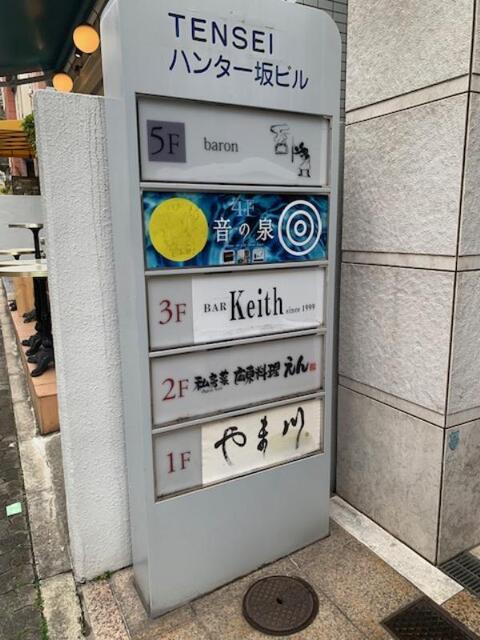 TENSEI
ハンター坂ビル
5F baron
4F
音の泉
3F BAR Keith since 1999
2F 私房菜 広東料理 えん
1F やま川